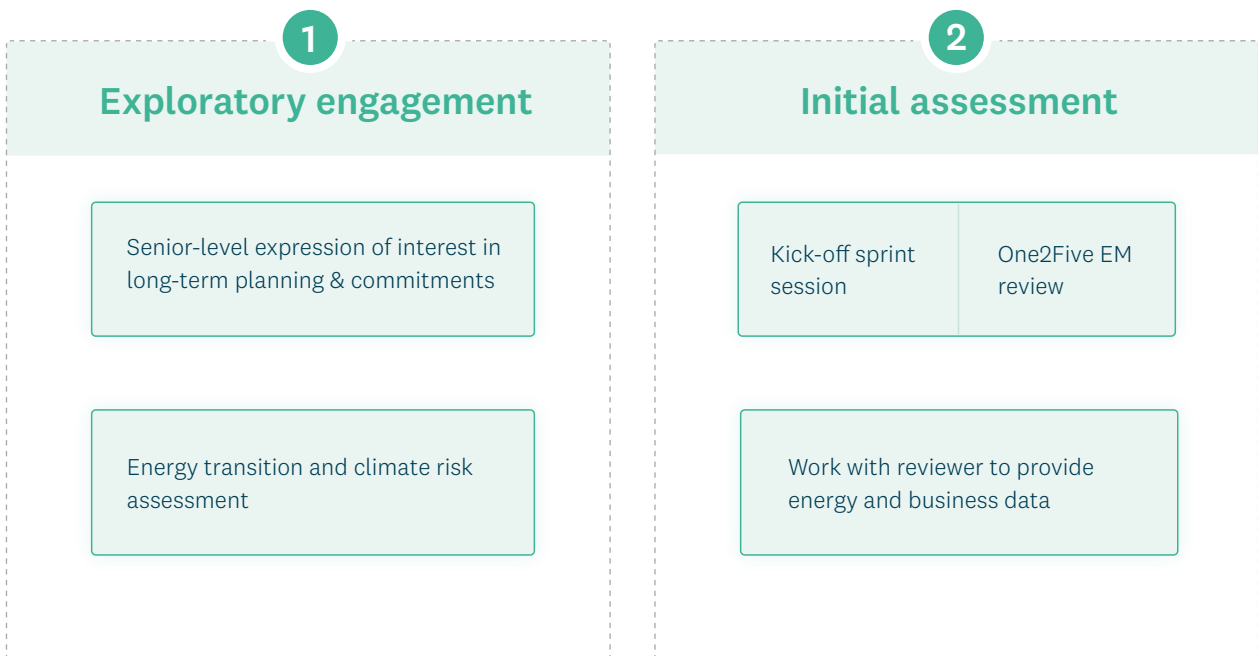 1
Exploratory engagement
Senior-level expression of interest in
long-term planning & commitments
Energy transition and climate risk
assessment
2
Initial assessment
Kick-off sprint
session
One2Five EM
review
Work with reviewer to provide
energy and business data